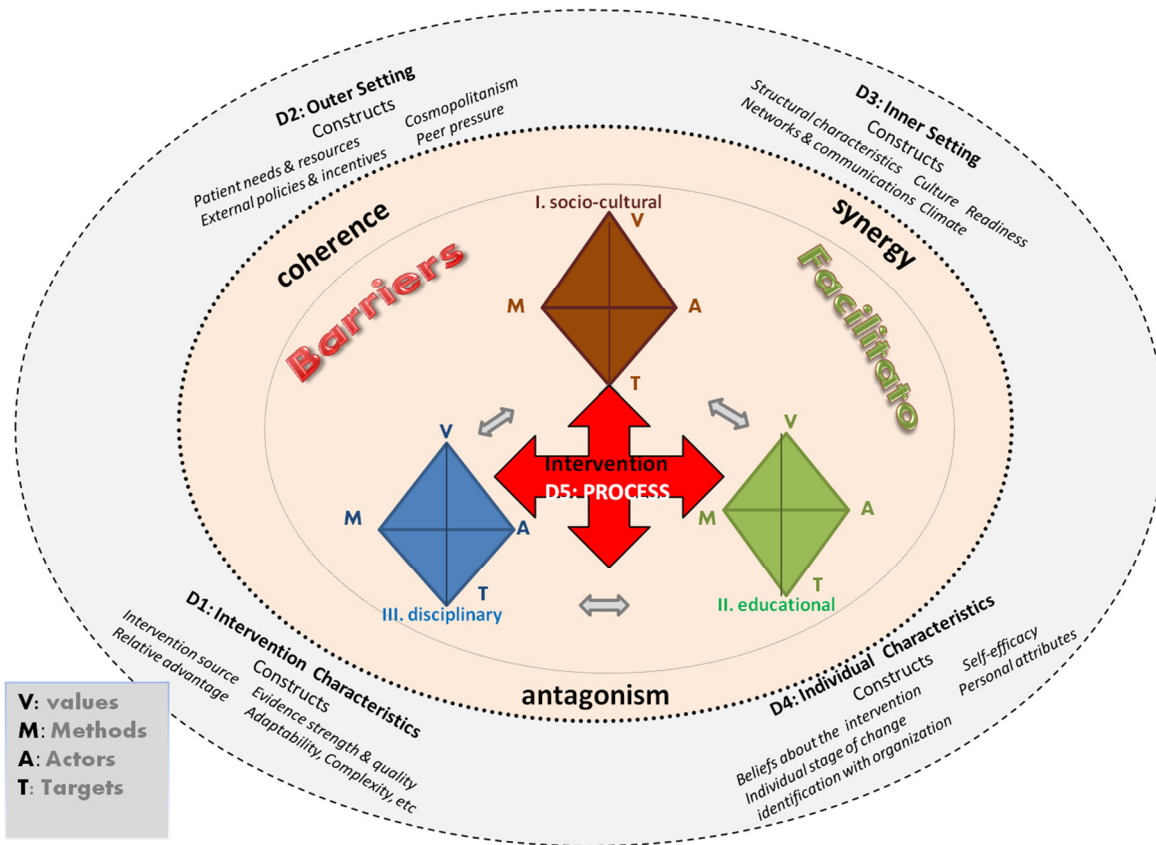 D2: Outer Setting
Constructs
Patient needs & resources
External policies & incentives
Cosmopolitanism
Peer pressure
D3: Inner Setting
Constructs
Structural characteristics
Networks & communications
Culture
Climate
Readiness
coherence
synergy
Barriers
Facilitato
I. socio-cultural
V
M
A
T
V
M
A
T
III. disciplinary
Intervention
D5: PROCESS
V
M
A
T
II. educational
antagonism
D1: Intervention Characteristics
Constructs
Intervention source
Relative advantage
Evidence strength & quality
Adaptability, Complexity, etc
D4: Individual Characteristics
Constructs
Beliefs about the intervention
Individual stage of change
identification with organization
Self-efficacy
Personal attributes
V: values
M: Methods
A: Actors
T: Targets